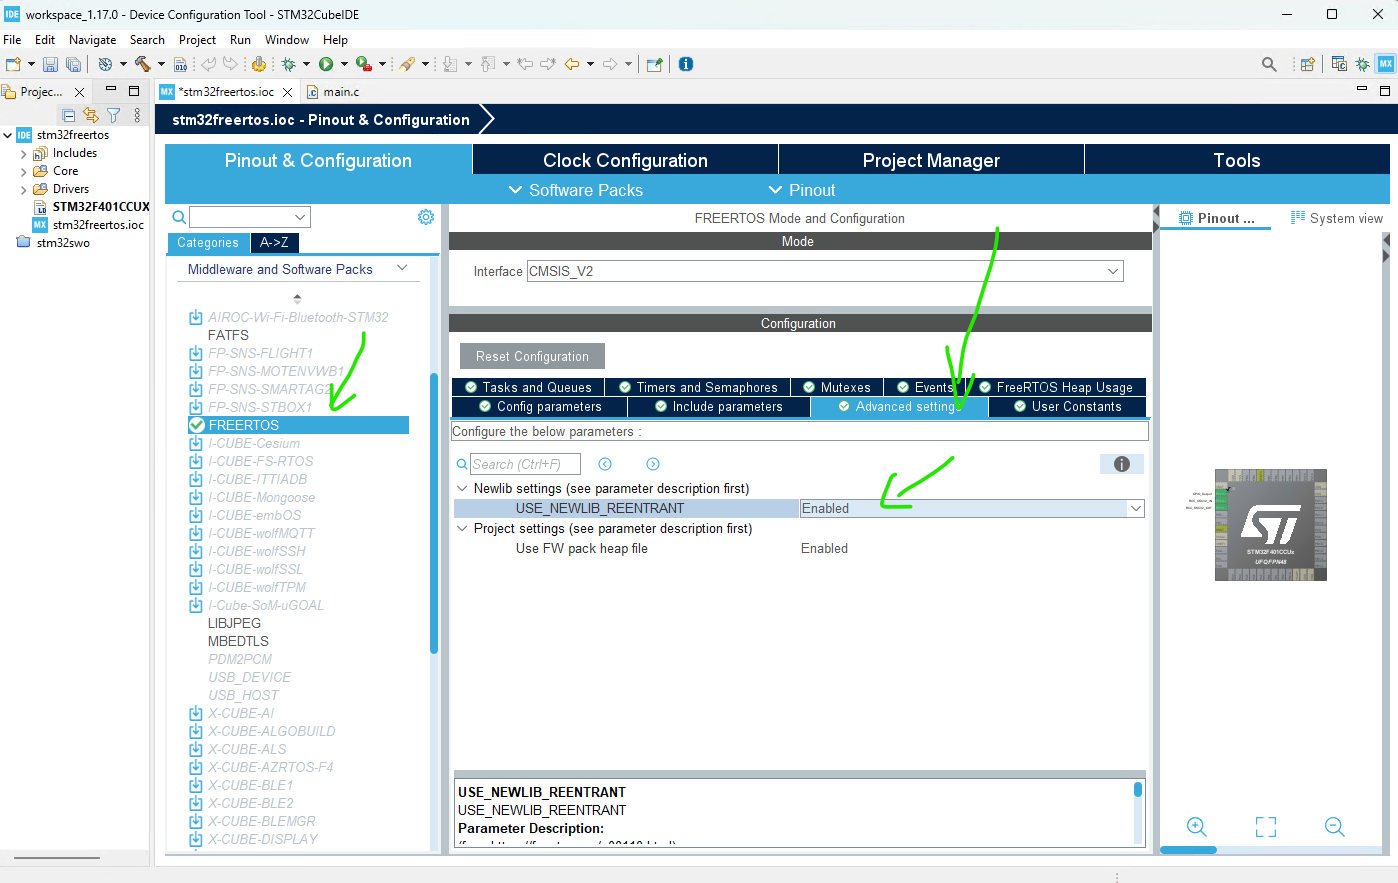 IDE workspace_1.17.0 - Device Configuration Tool - STM32CubeIDE
File Edit Navigate Search Project Run Window Help
Projec...
MX *stm32freertos.ioc
main.c
IDE stm32freertos
Includes
Core
Drivers
STM32F401CCUX
MX stm32freertos.ioc
stm32swo
stm32freertos.ioc - Pinout & Configuration
Pinout & Configuration
Clock Configuration
Project Manager
Tools
Software Packs
Pinout
Categories
A->Z
Middleware and Software Packs
AIROC-Wi-Fi-Bluetooth-STM32
FATFS
FP-SNS-FLIGHT1
FP-SNS-MOTENVWB1
FP-SNS-SMARTAG2
FP-SNS-STBOX1
FREERTOS
I-CUBE-Cesium
I-CUBE-FS-RTOS
I-CUBE-ITTIADB
I-CUBE-Mongoose
I-CUBE-embOS
I-CUBE-wolfMQTT
I-CUBE-wolfSSH
I-CUBE-wolfSSL
I-CUBE-wolfTPM
I-Cube-SoM-uGOAL
LIBJPEG
MBEDTLS
PDM2PCM
USB_DEVICE
USB_HOST
X-CUBE-AI
X-CUBE-ALGOBUILD
X-CUBE-ALS
X-CUBE-AZRTOS-F4
X-CUBE-BLE1
X-CUBE-BLE2
X-CUBE-BLEMGR
X-CUBE-DISPLAY
FREERTOS Mode and Configuration
Mode
Interface CMSIS_V2
Configuration
Reset Configuration
Tasks and Queues
Timers and Semaphores
Mutexes
Events
FreeRTOS Heap Usage
Config parameters
Include parameters
Advanced settings
User Constants
Configure the below parameters :
Search (Ctrl+F)
Newlib settings (see parameter description first)
USE_NEWLIB_REENTRANT Enabled
Project settings (see parameter description first)
Use FW pack heap file Enabled
USE_NEWLIB_REENTRANT
USE_NEWLIB_REENTRANT
Parameter Description:
Pinout ...
System view
STM32F401CCUx
UFQFPN48